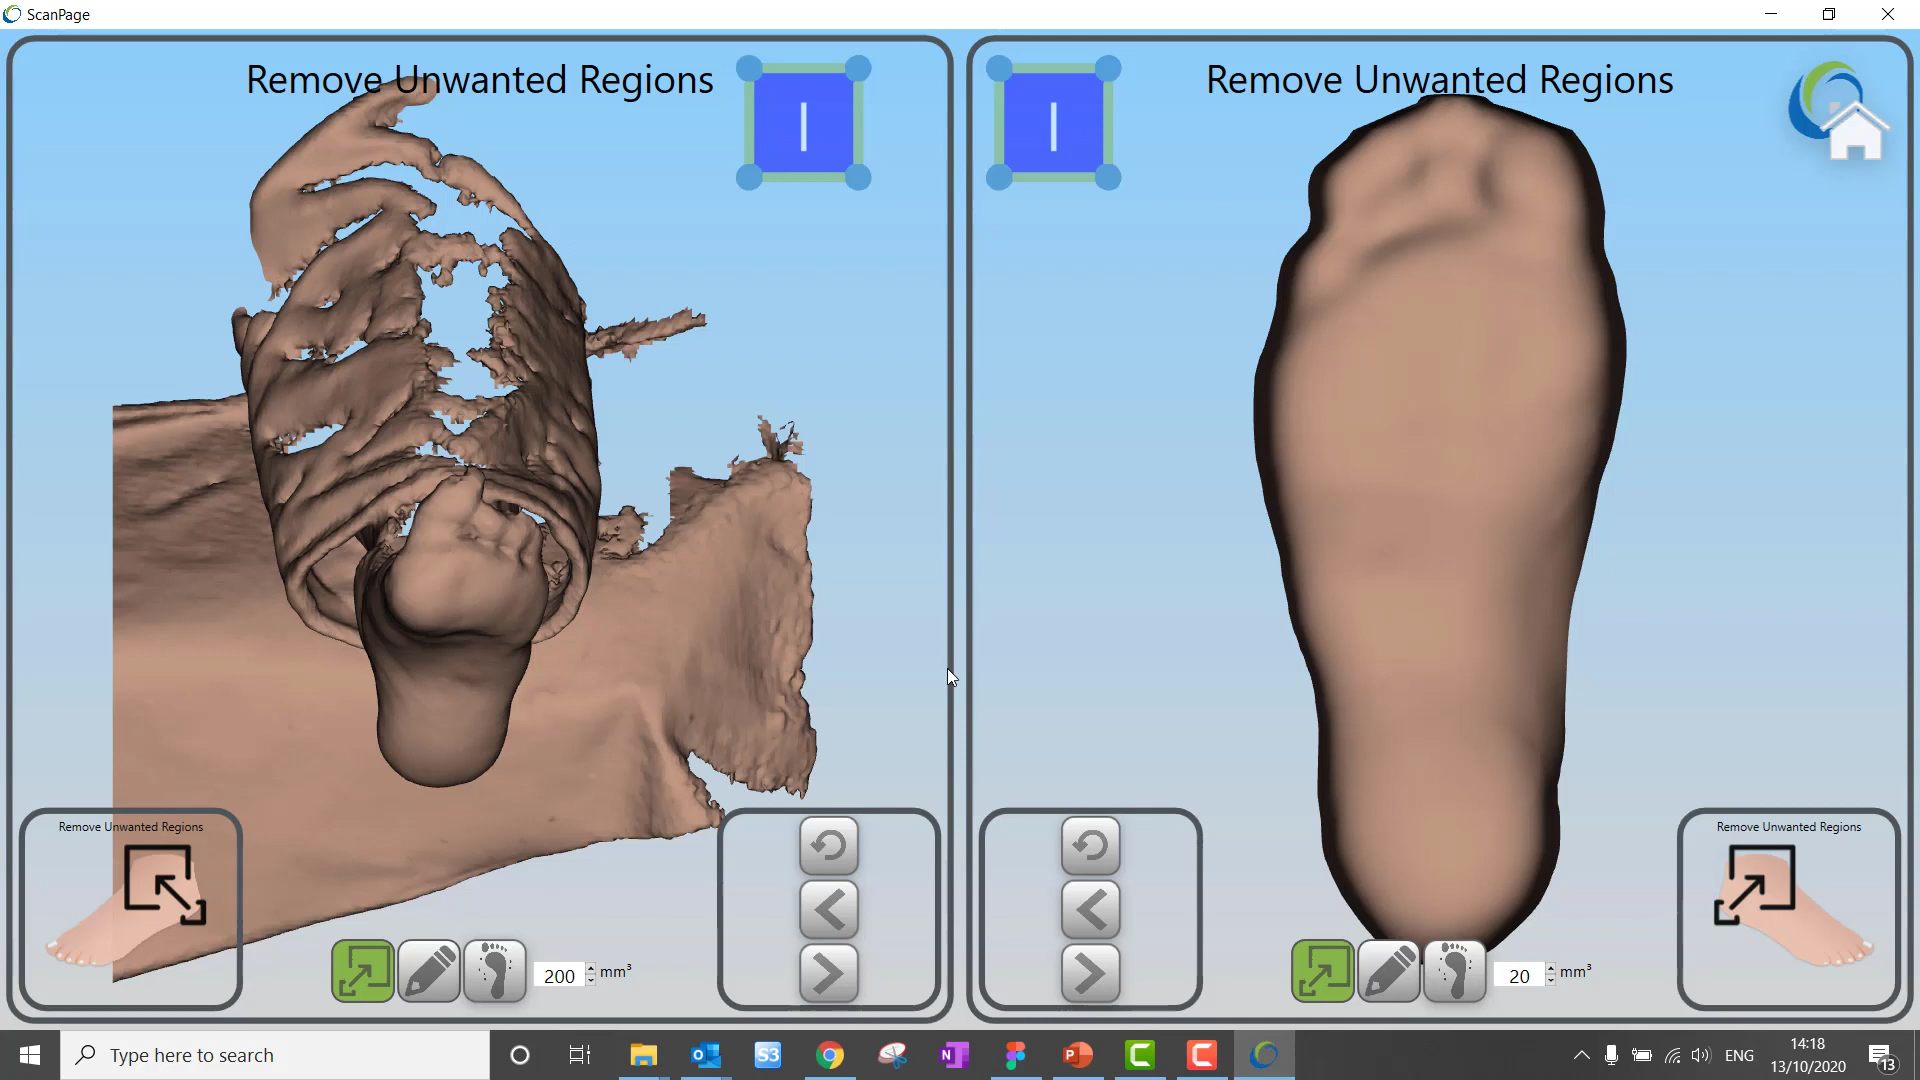 ScanPage
Remove Unwanted Regions
Remove Unwanted Regions
Remove Unwanted Regions
200 mm³
Remove Unwanted Regions
20 mm³
Type here to search
S3
N
P
C
C
ENG
14:18
13/10/2020
13